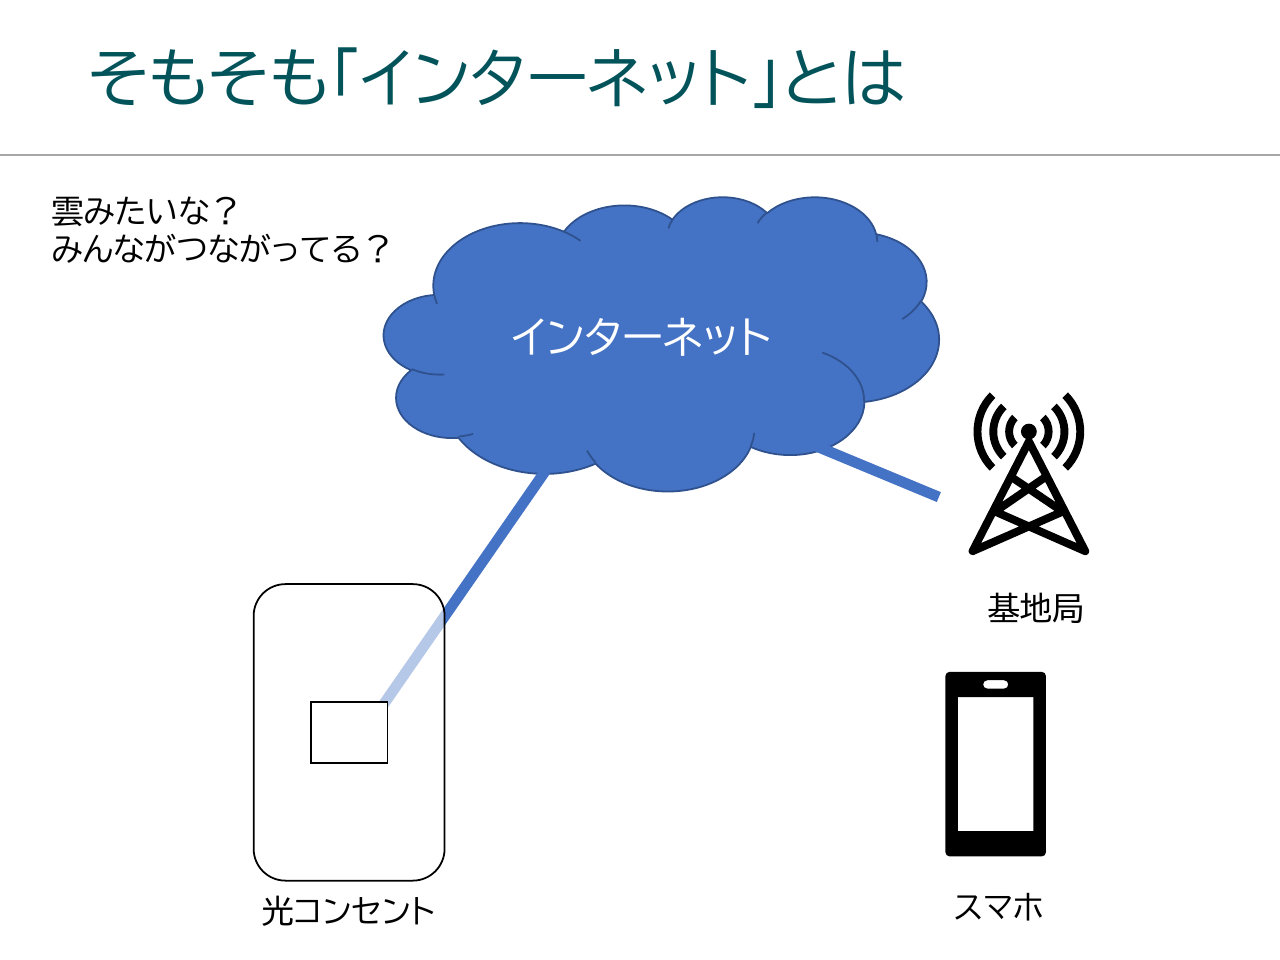 そもそも「インターネット」とは
雲みたいな？
みんながつながってる？
インターネット
基地局
光コンセント
スマホ